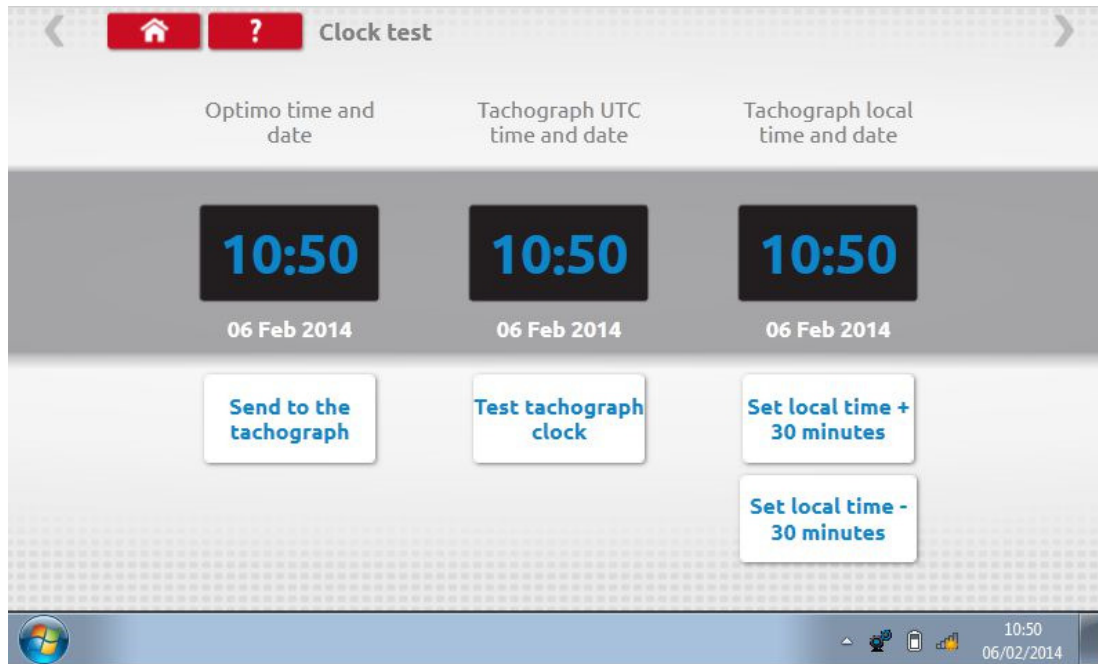 ? Clock test
Optimo time and
date
Tachograph UTC
time and date
Tachograph local
time and date
10:50
10:50
10:50
06 Feb 2014
06 Feb 2014
06 Feb 2014
Send to the
tachograph
Test tachograph
clock
Set local time +
30 minutes
Set local time -
30 minutes
10:50
06/02/2014